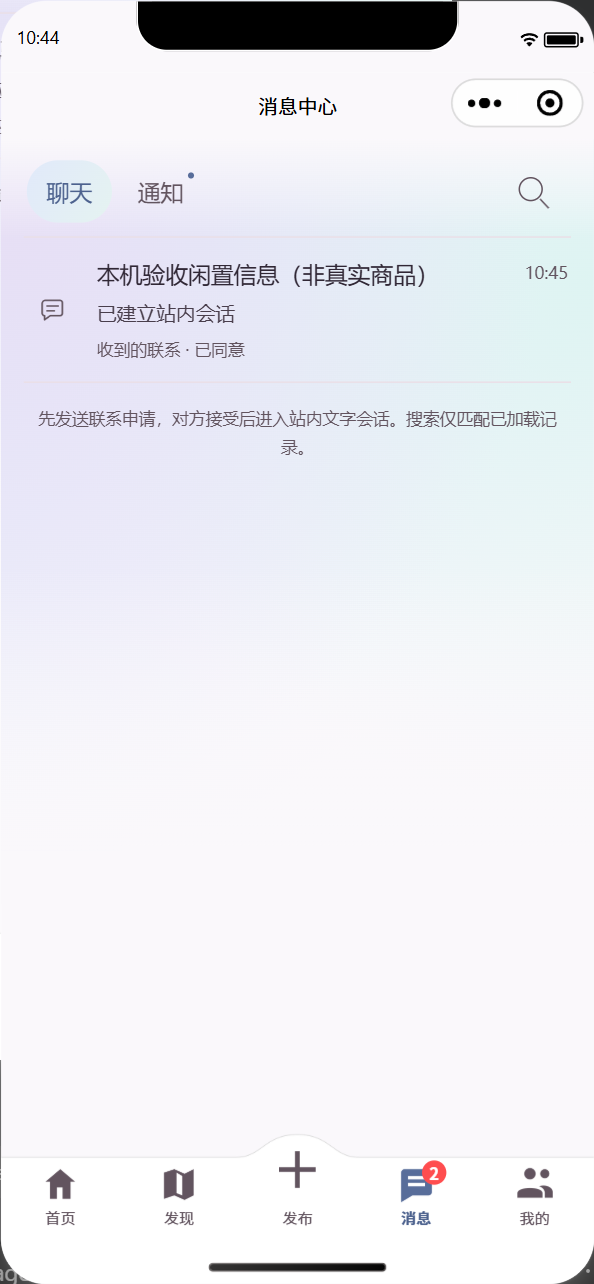 10:44
消息中心
聊天
通知
本机验收闲置信息（非真实商品）
10:45
已建立站内会话
收到的联系 · 已同意
先发送联系申请，对方接受后进入站内文字会话。搜索仅匹配已加载记
录。
2
首页
发现
发布
消息
我的